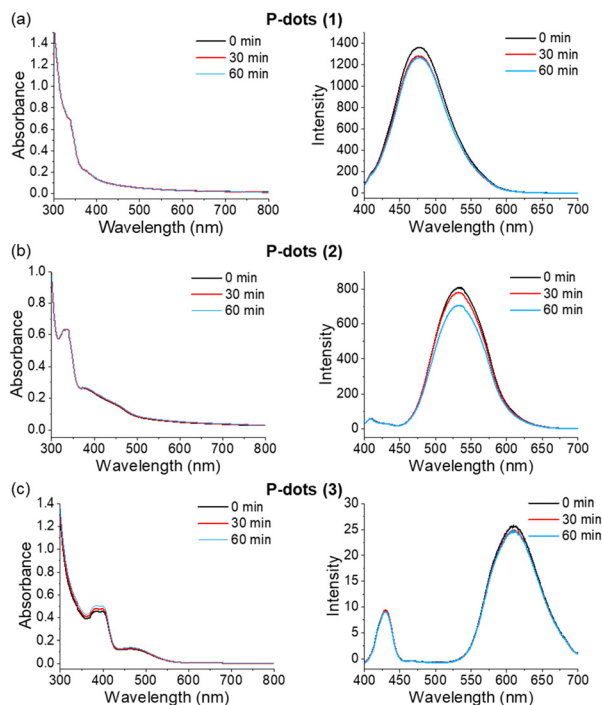 (a) P-dots (1)
1.4
1.2
1.0
0.8
0.6
0.4
0.2
0.0
Absorbance
0 min
30 min
60 min
300 400 500 600 700 800
Wavelength (nm)
1400
1200
1000
800
600
400
200
0
Intensity
0 min
30 min
60 min
400 450 500 550 600 650 700
Wavelength (nm)
(b) P-dots (2)
1.0
0.8
0.6
0.4
0.2
0.0
Absorbance
0 min
30 min
60 min
300 400 500 600 700 800
Wavelength (nm)
800
600
400
200
0
Intensity
0 min
30 min
60 min
400 450 500 550 600 650 700
Wavelength (nm)
(c) P-dots (3)
1.4
1.2
1.0
0.8
0.6
0.4
0.2
0.0
Absorbance
0 min
30 min
60 min
300 400 500 600 700 800
Wavelength (nm)
30
25
20
15
10
5
0
Intensity
0 min
30 min
60 min
400 450 500 550 600 650 700
Wavelength (nm)